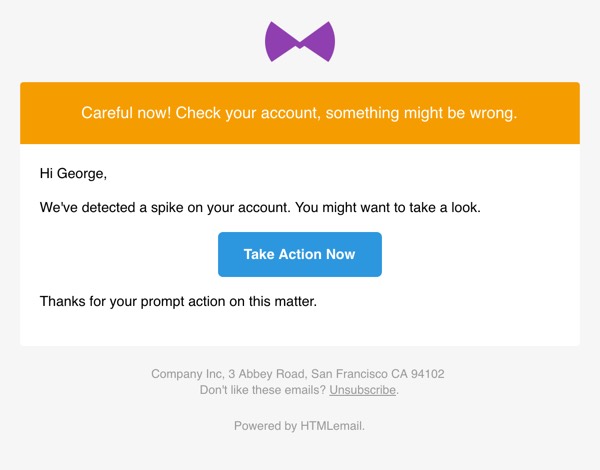 Careful now! Check your account, something might be wrong.
Hi George,
We've detected a spike on your account. You might want to take a look.
Take Action Now
Thanks for your prompt action on this matter.
Company Inc, 3 Abbey Road, San Francisco CA 94102
Don't like these emails? Unsubscribe.
Powered by HTMLemail.